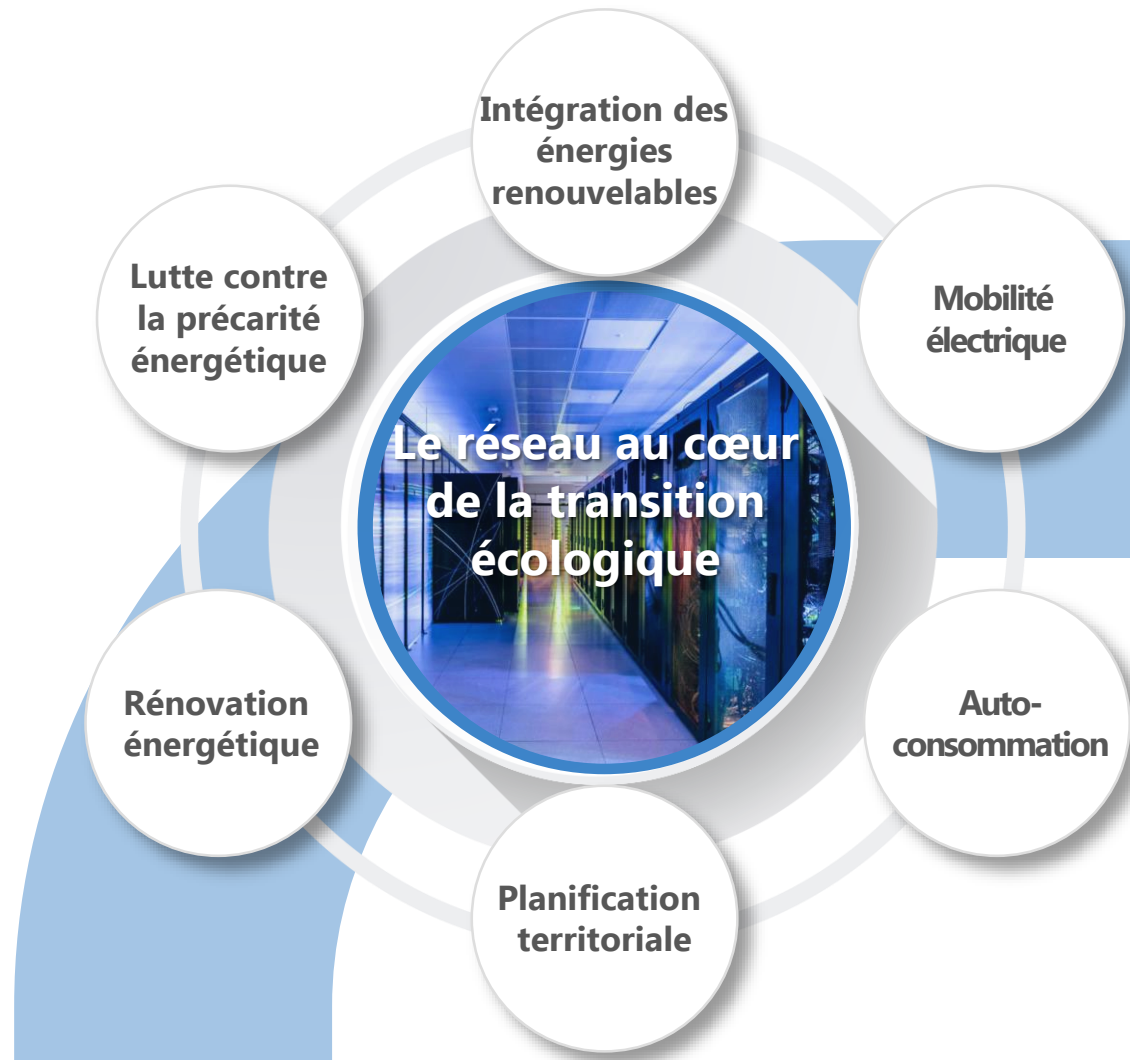 Intégration des
énergies
renouvelables
Lutte contre
la précarité
énergétique
Mobilité
électrique
Le réseau au cœur
de la transition
écologique
Rénovation
énergétique
Auto-
consommation
Planification
territoriale